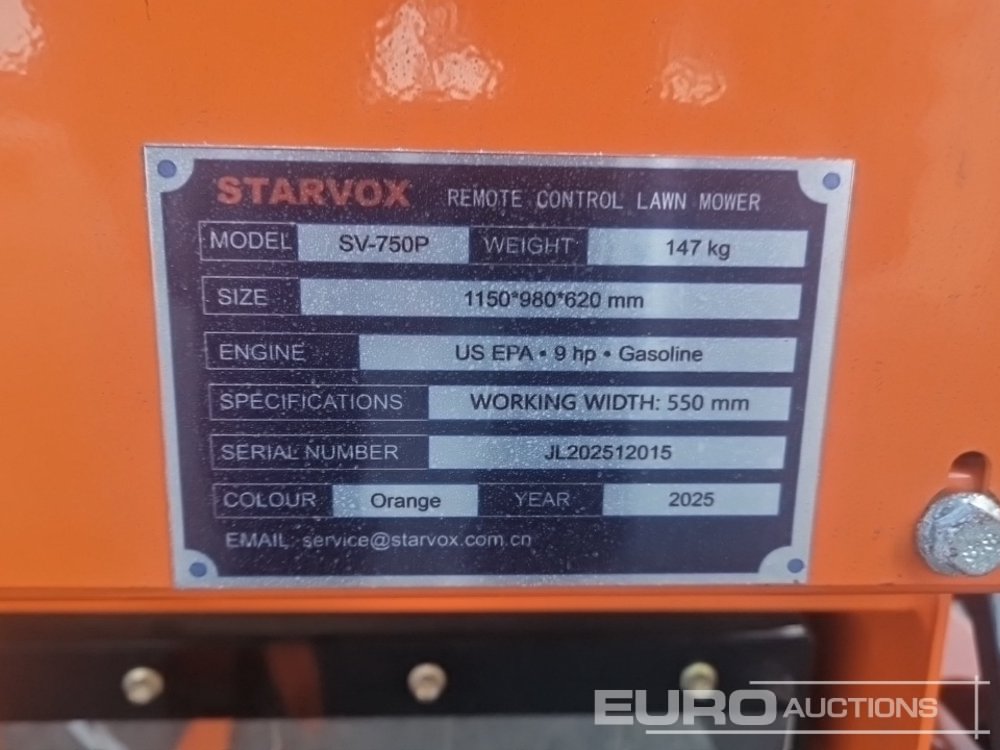 STARVOX REMOTE CONTROL LAWN MOWER
MODEL SV-750P WEIGHT 147 kg
SIZE 1150*980*620 mm
ENGINE US EPA • 9 hp • Gasoline
SPECIFICATIONS WORKING WIDTH: 550 mm
SERIAL NUMBER JL202512015
COLOUR Orange YEAR 2025
EMAIL: service@starvox.com.cn
EURO AUCTIONS